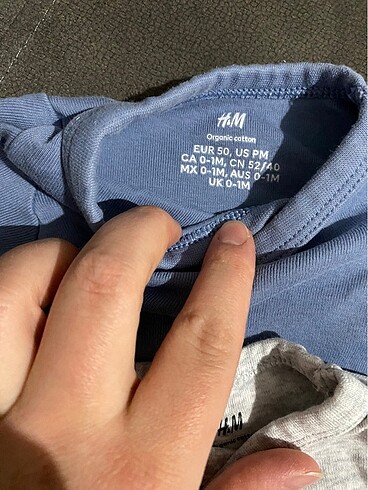 H&M
Organic cotton
EUR 50, US PM
CA 0-1M, CN 52/40
MX 0-1M, AUS 0-1M
UK 0-1M
H&M